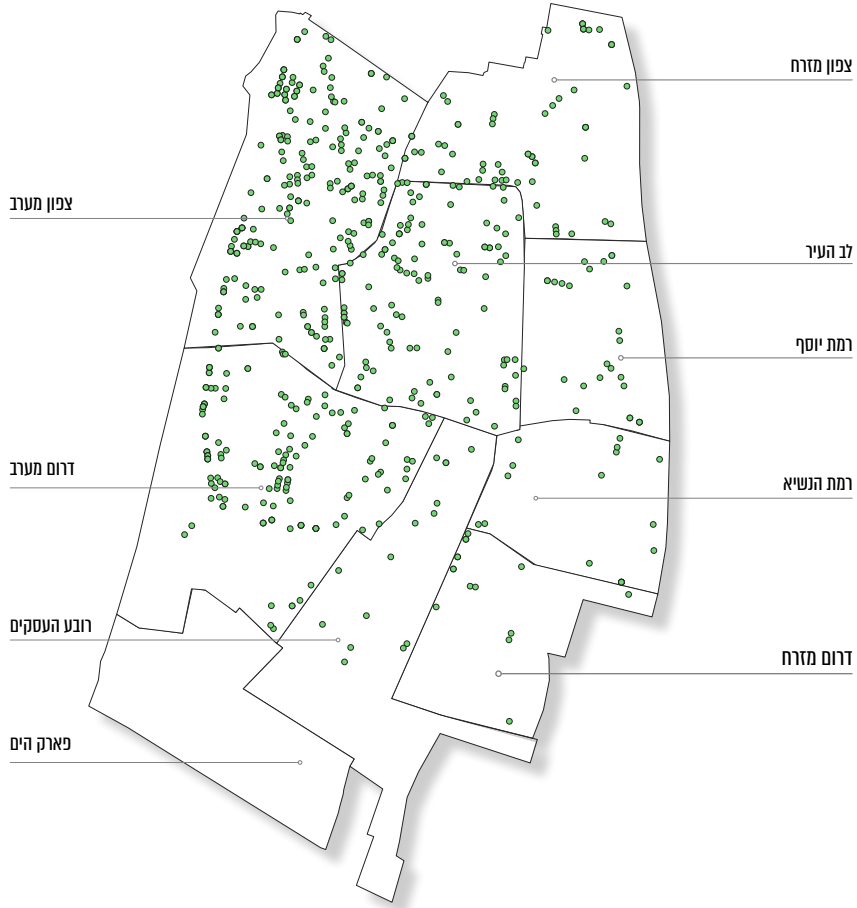 צפון מזרח
צפון מערב
לב העיר
רמת יוסף
דרום מערב
רמת הנשיא
רובע העסקים
דרום מזרח
פארק הים